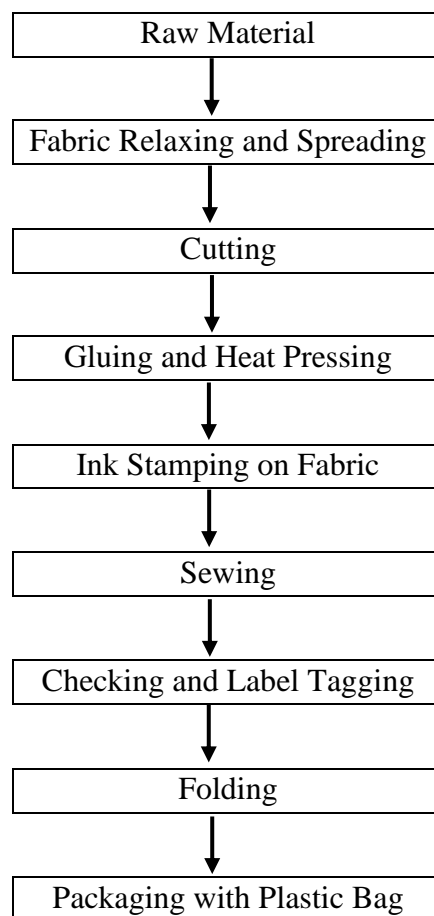 Raw Material
Fabric Relaxing and Spreading
Cutting
Gluing and Heat Pressing
Ink Stamping on Fabric
Sewing
Checking and Label Tagging
Folding
Packaging with Plastic Bag